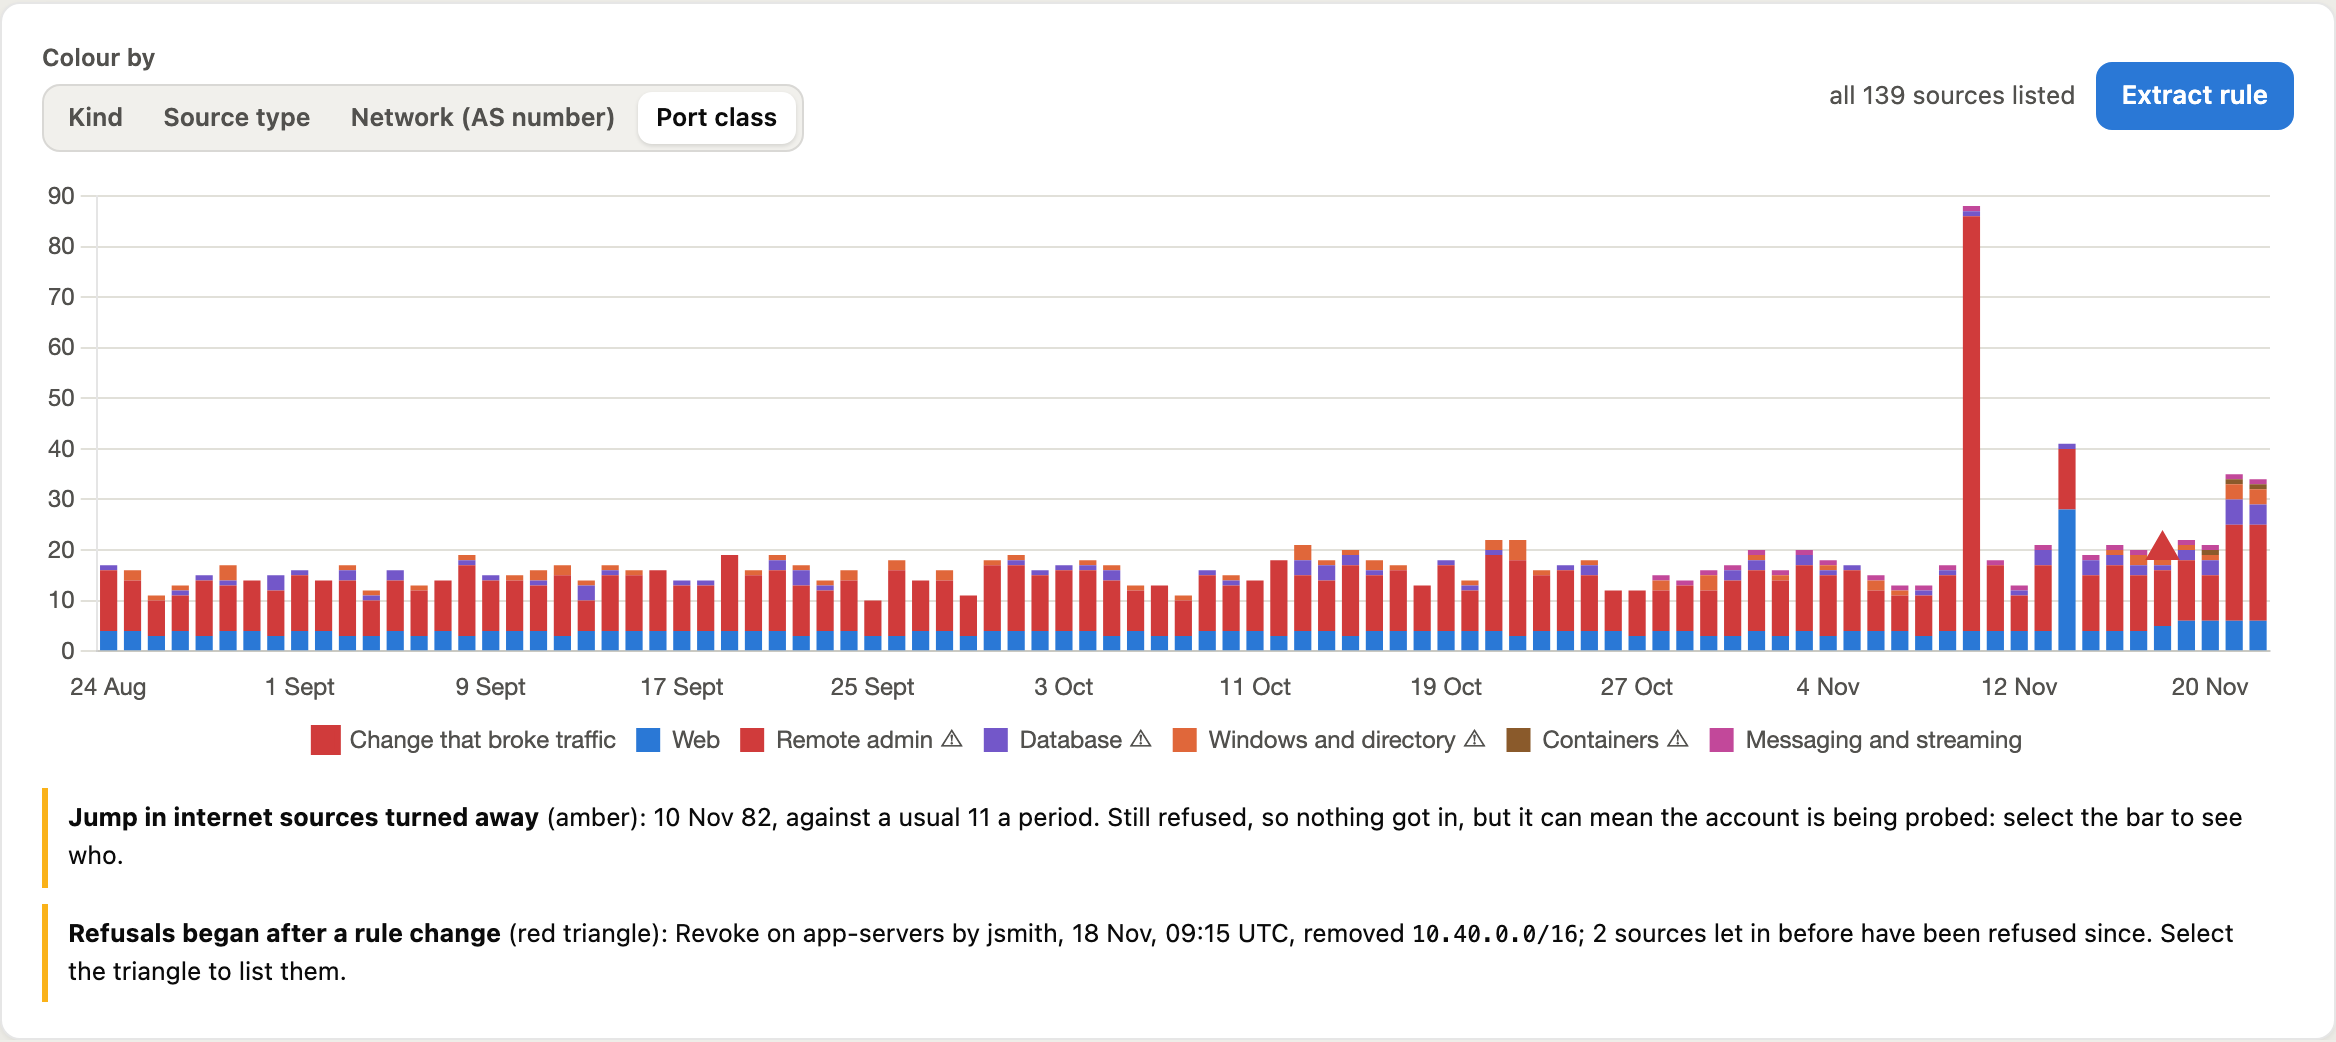 Colour by
Kind Source type Network (AS number) Port class
all 139 sources listed Extract rule
90
80
70
60
50
40
30
20
10
0
24 Aug 1 Sept 9 Sept 17 Sept 25 Sept 3 Oct 11 Oct 19 Oct 27 Oct 4 Nov 12 Nov 20 Nov
Change that broke traffic Web Remote admin ⚠ Database ⚠ Windows and directory ⚠ Containers ⚠ Messaging and streaming
Jump in internet sources turned away (amber): 10 Nov 82, against a usual 11 a period. Still refused, so nothing got in, but it can mean the account is being probed: select the bar to see
who.
Refusals began after a rule change (red triangle): Revoke on app-servers by jsmith, 18 Nov, 09:15 UTC, removed 10.40.0.0/16; 2 sources let in before have been refused since. Select
the triangle to list them.